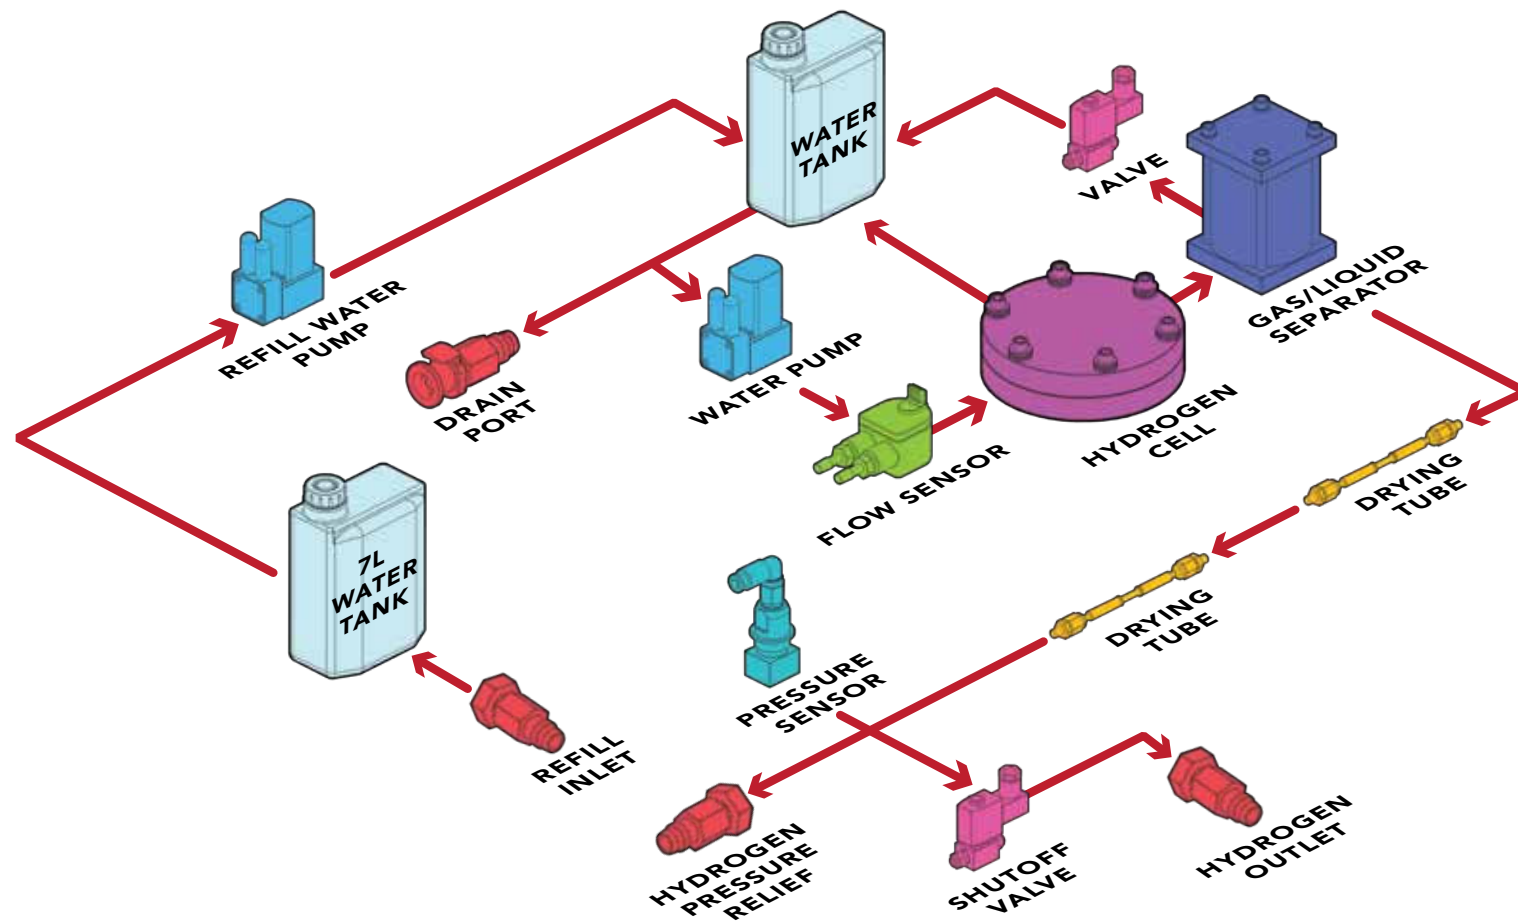 WATER
TANK
VALVE
GAS/LIQUID
SEPARATOR
REFILL WATER
PUMP
DRAIN
PORT
WATER PUMP
HYDROGEN
CELL
FLOW SENSOR
DRYING
TUBE
7L
WATER
TANK
DRYING
TUBE
PRESSURE
SENSOR
REFILL
INLET
HYDROGEN
PRESSURE
RELIEF
SHUTOFF
VALVE
HYDROGEN
OUTLET